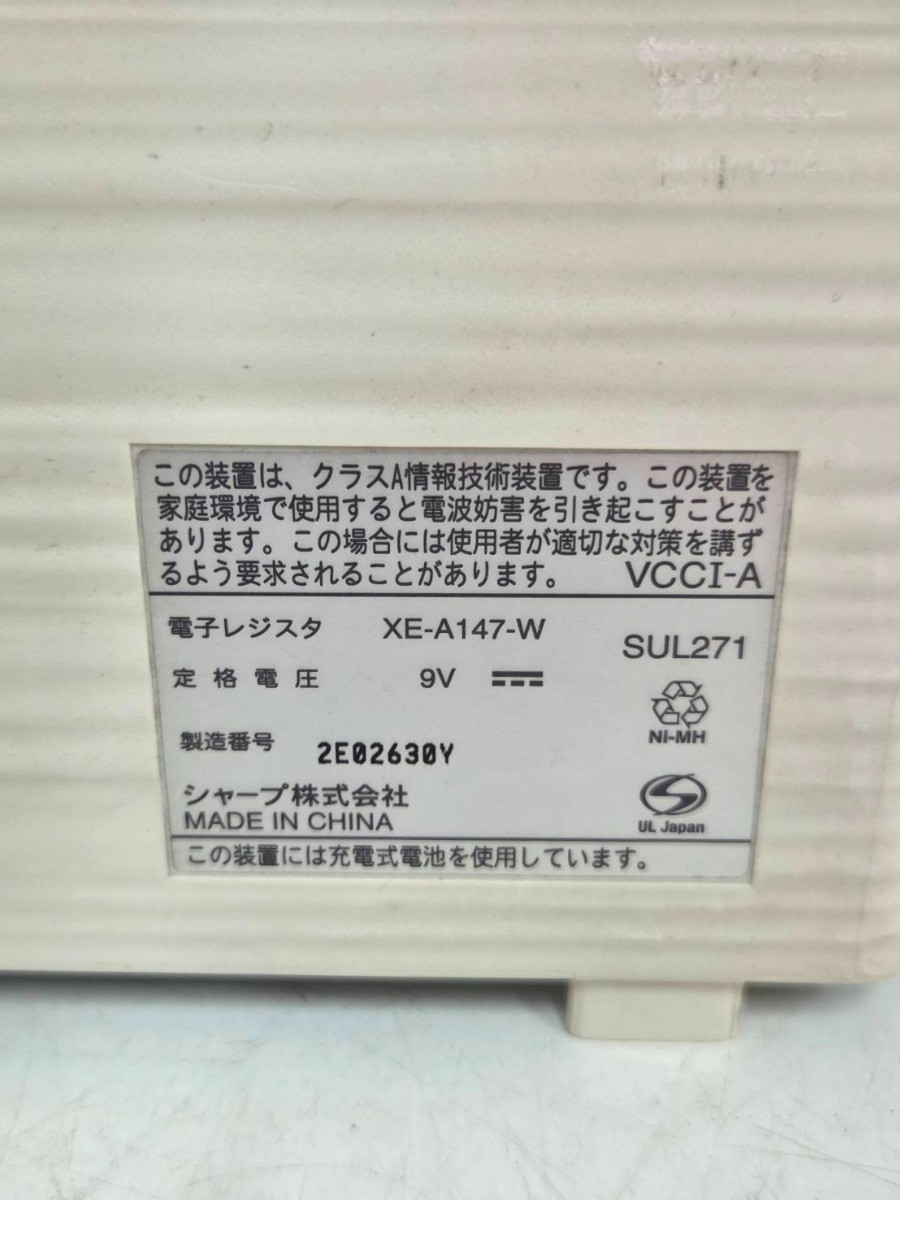 この装置は、クラスA情報技術装置です。この装置を
家庭環境で使用すると電波妨害を引き起こすことが
あります。この場合には使用者が適切な対策を講ず
るよう要求されることがあります。 VCCI-A
電子レジスタ XE-A147-W
SUL271
定格電圧 9V
Ni-MH
製造番号 2E02630Y
シャープ株式会社
MADE IN CHINA
UL Japan
この装置には充電式電池を使用しています。